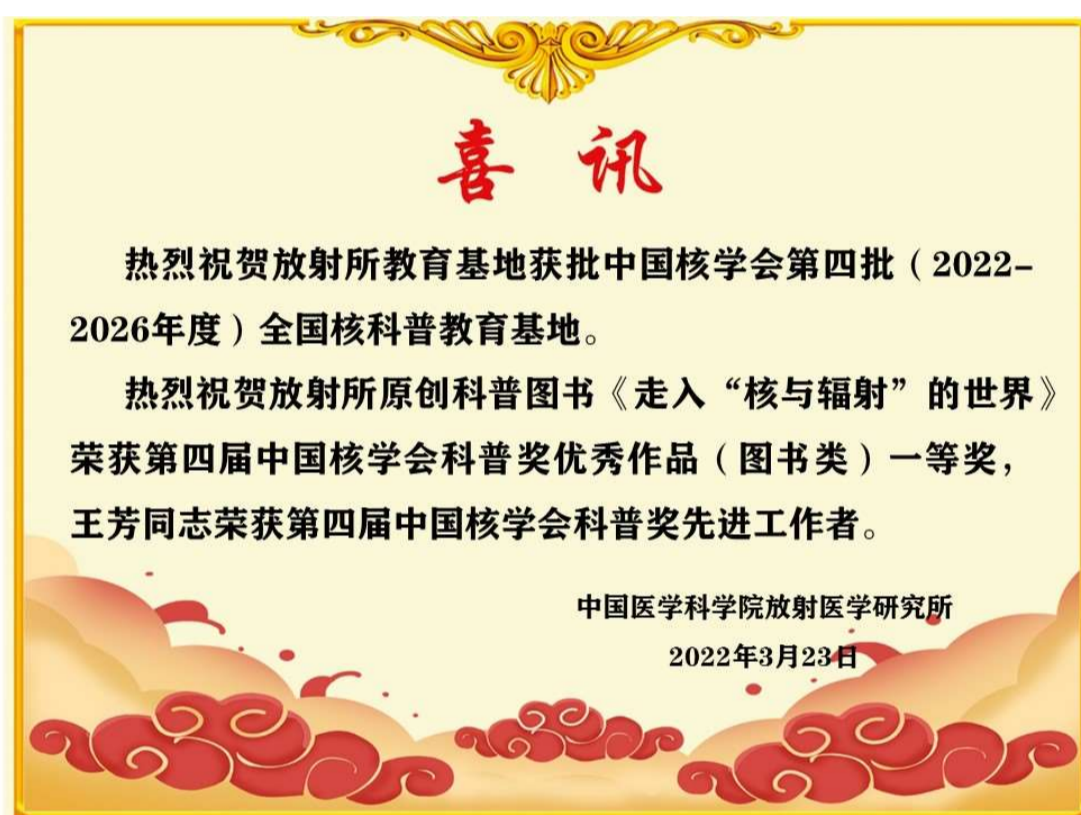 喜 讯
热烈祝贺放射所教育基地获批中国核学会第四批（2022-
2026年度）全国核科普教育基地。
热烈祝贺放射所原创科普图书《走入“核与辐射”的世界》
荣获第四届中国核学会科普奖优秀作品（图书类）一等奖，
王芳同志荣获第四届中国核学会科普奖先进工作者。
中国医学科学院放射医学研究所
2022年3月23日